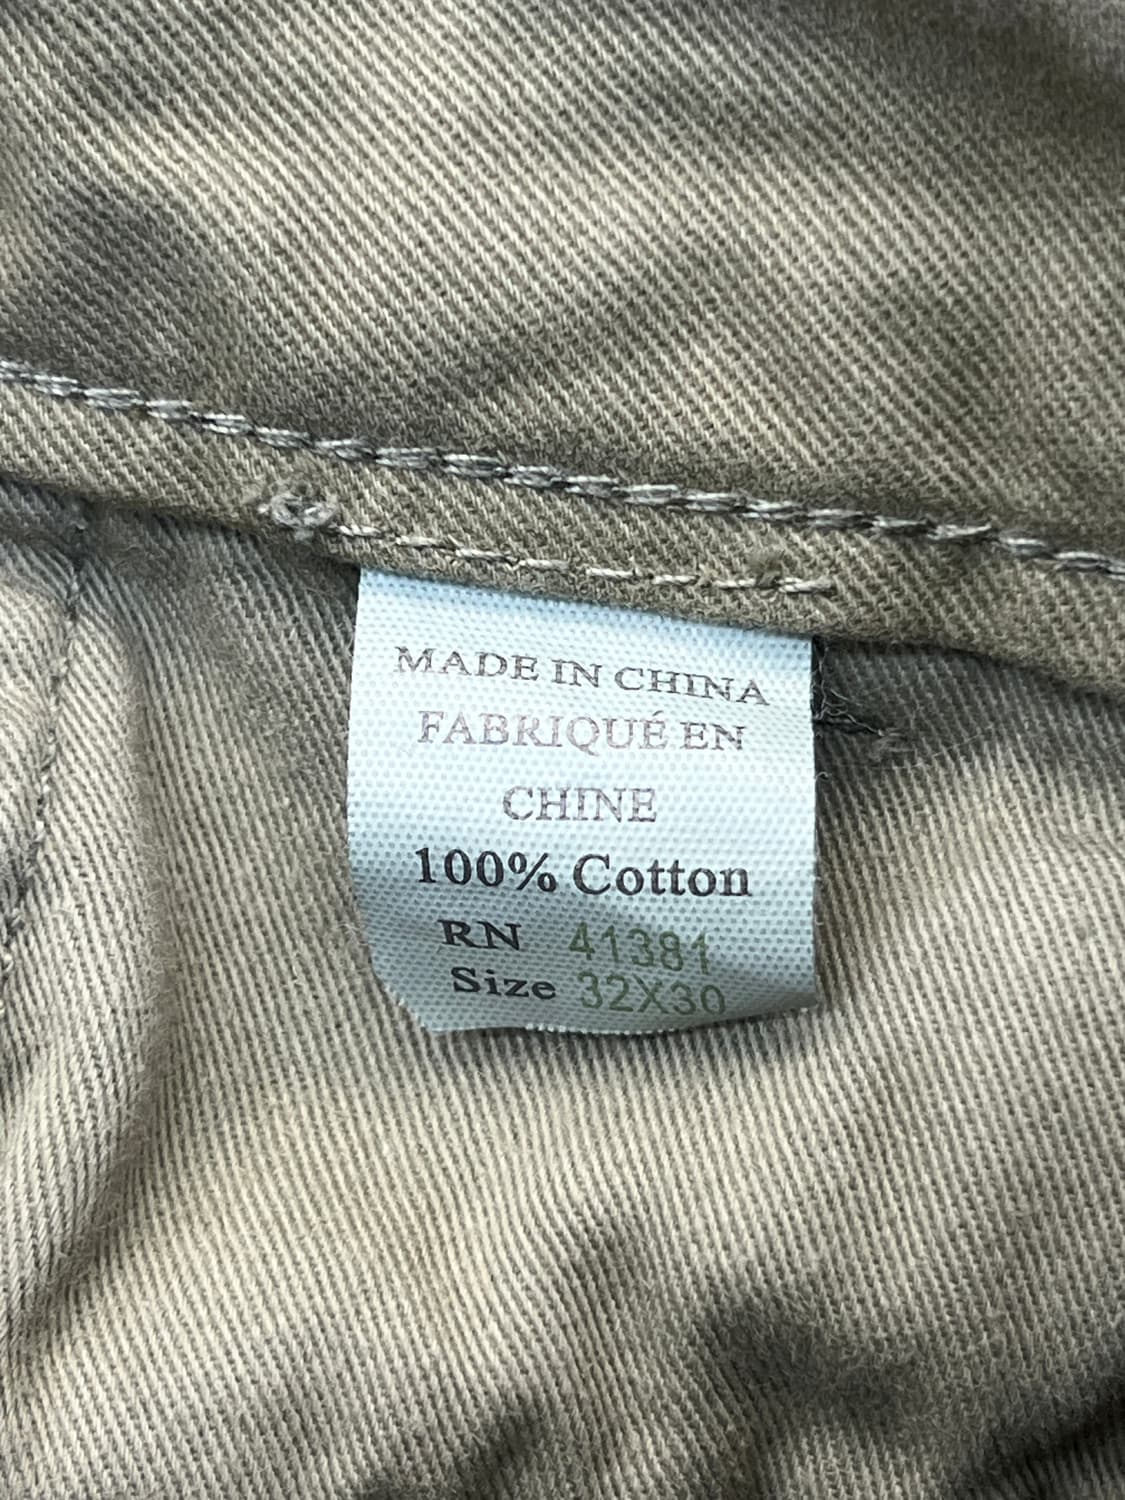 MADE IN CHINA
FABRIQUÉ EN
CHINE
100% Cotton
RN 41381
Size 32X30